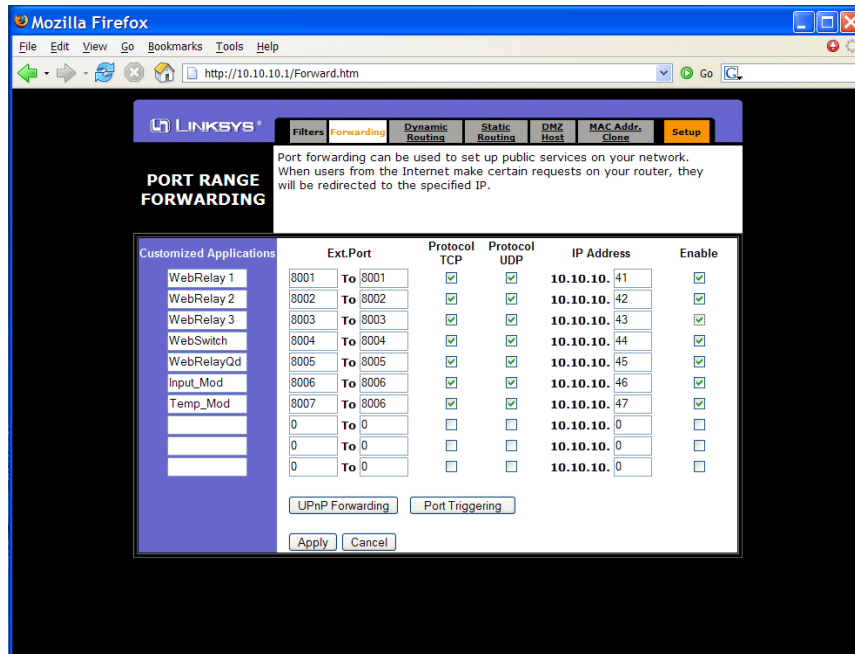 Mozilla Firefox
File Edit View Go Bookmarks Tools Help
http://10.10.10.1/Forward.htm Go G
LINKSYS®
Filters Forwarding Dynamic Routing Static Routing DMZ Host MAC Addr. Clone Setup
PORT RANGE
FORWARDING
Port forwarding can be used to set up public services on your network.
When users from the Internet make certain requests on your router, they
will be redirected to the specified IP.
Customized Applications Ext.Port Protocol TCP Protocol UDP IP Address Enable
WebRelay 1 8001 To 8001 10.10.10. 41
WebRelay 2 8002 To 8002 10.10.10. 42
WebRelay 3 8003 To 8003 10.10.10. 43
WebSwitch 8004 To 8004 10.10.10. 44
WebRelayQd 8005 To 8005 10.10.10. 45
Input_Mod 8006 To 8006 10.10.10. 46
Temp_Mod 8007 To 8006 10.10.10. 47
0 To 0 10.10.10. 0
0 To 0 10.10.10. 0
0 To 0 10.10.10. 0
UPnP Forwarding Port Triggering
Apply Cancel